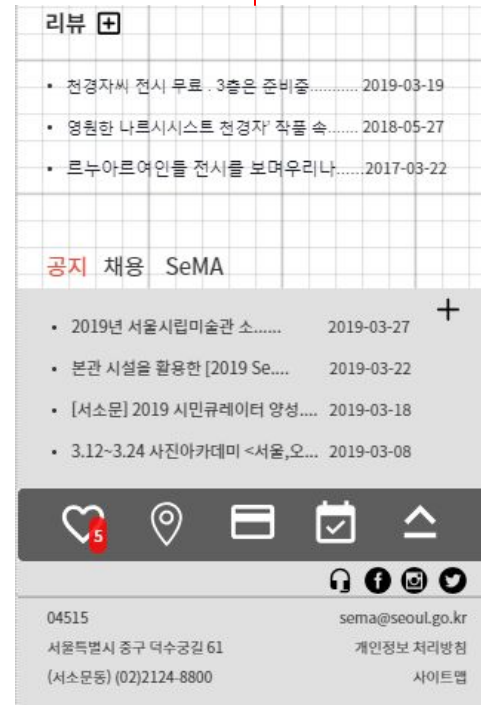 리뷰
• 천경자씨 전시 무료 . 3층은 준비중.......... 2019-03-19
• 영원한 나르시시스트 천경자' 작품 속....... 2018-05-27
• 르누아르여인들 전시를 보며우리나......2017-03-22
공지 채용 SeMA
+
• 2019년 서울시립미술관 소...... 2019-03-27
• 본관 시설을 활용한 [2019 Se.... 2019-03-22
• [서소문] 2019 시민큐레이터 양성.... 2019-03-18
• 3.12~3.24 사진아카데미 <서울,오... 2019-03-08
5
04515 sema@seoul.go.kr
서울특별시 중구 덕수궁길 61 개인정보 처리방침
(서소문동) (02)2124-8800 사이트맵